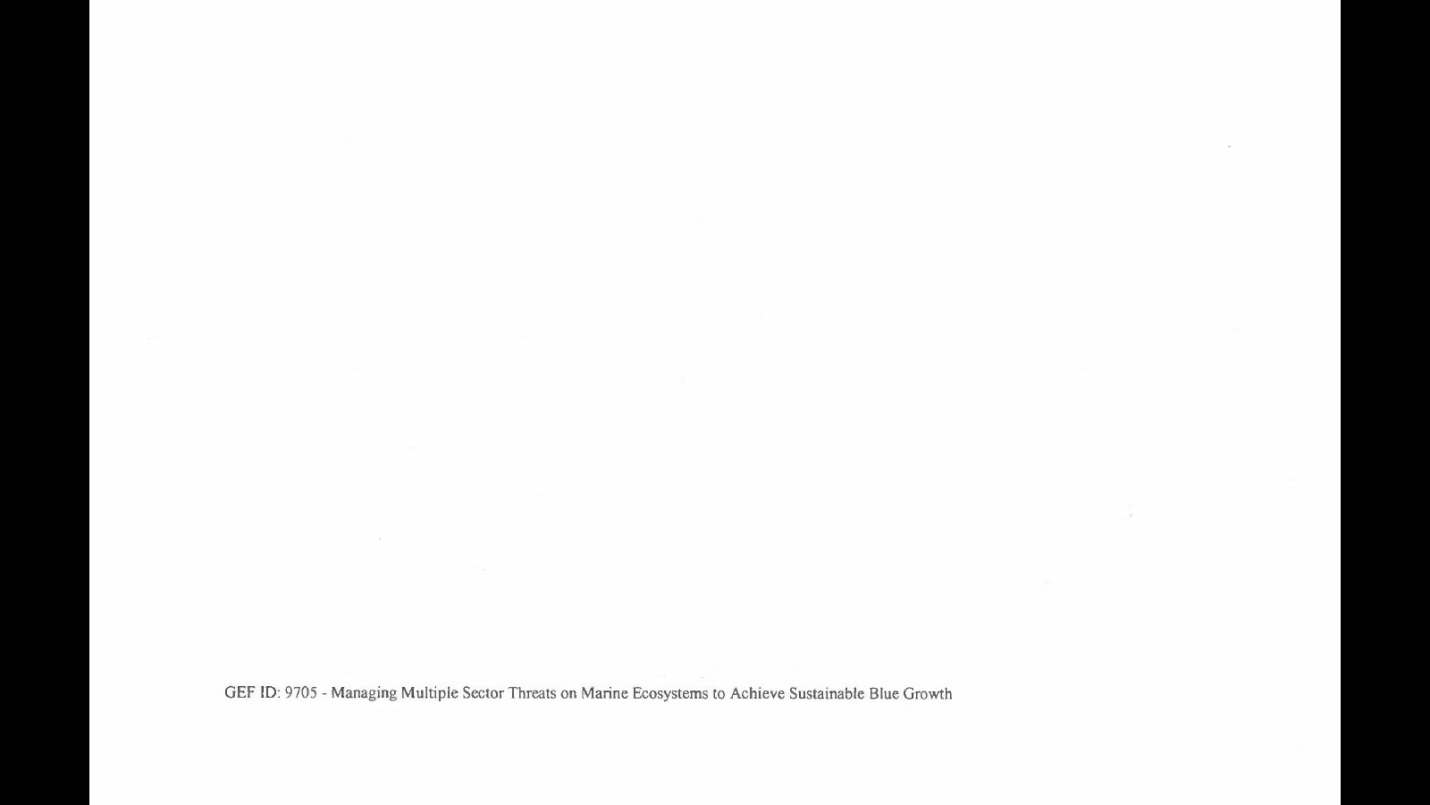 GEF ID: 9705 - Managing Multiple Sector Threats on Marine Ecosystems to Achieve Sustainable Blue Growth